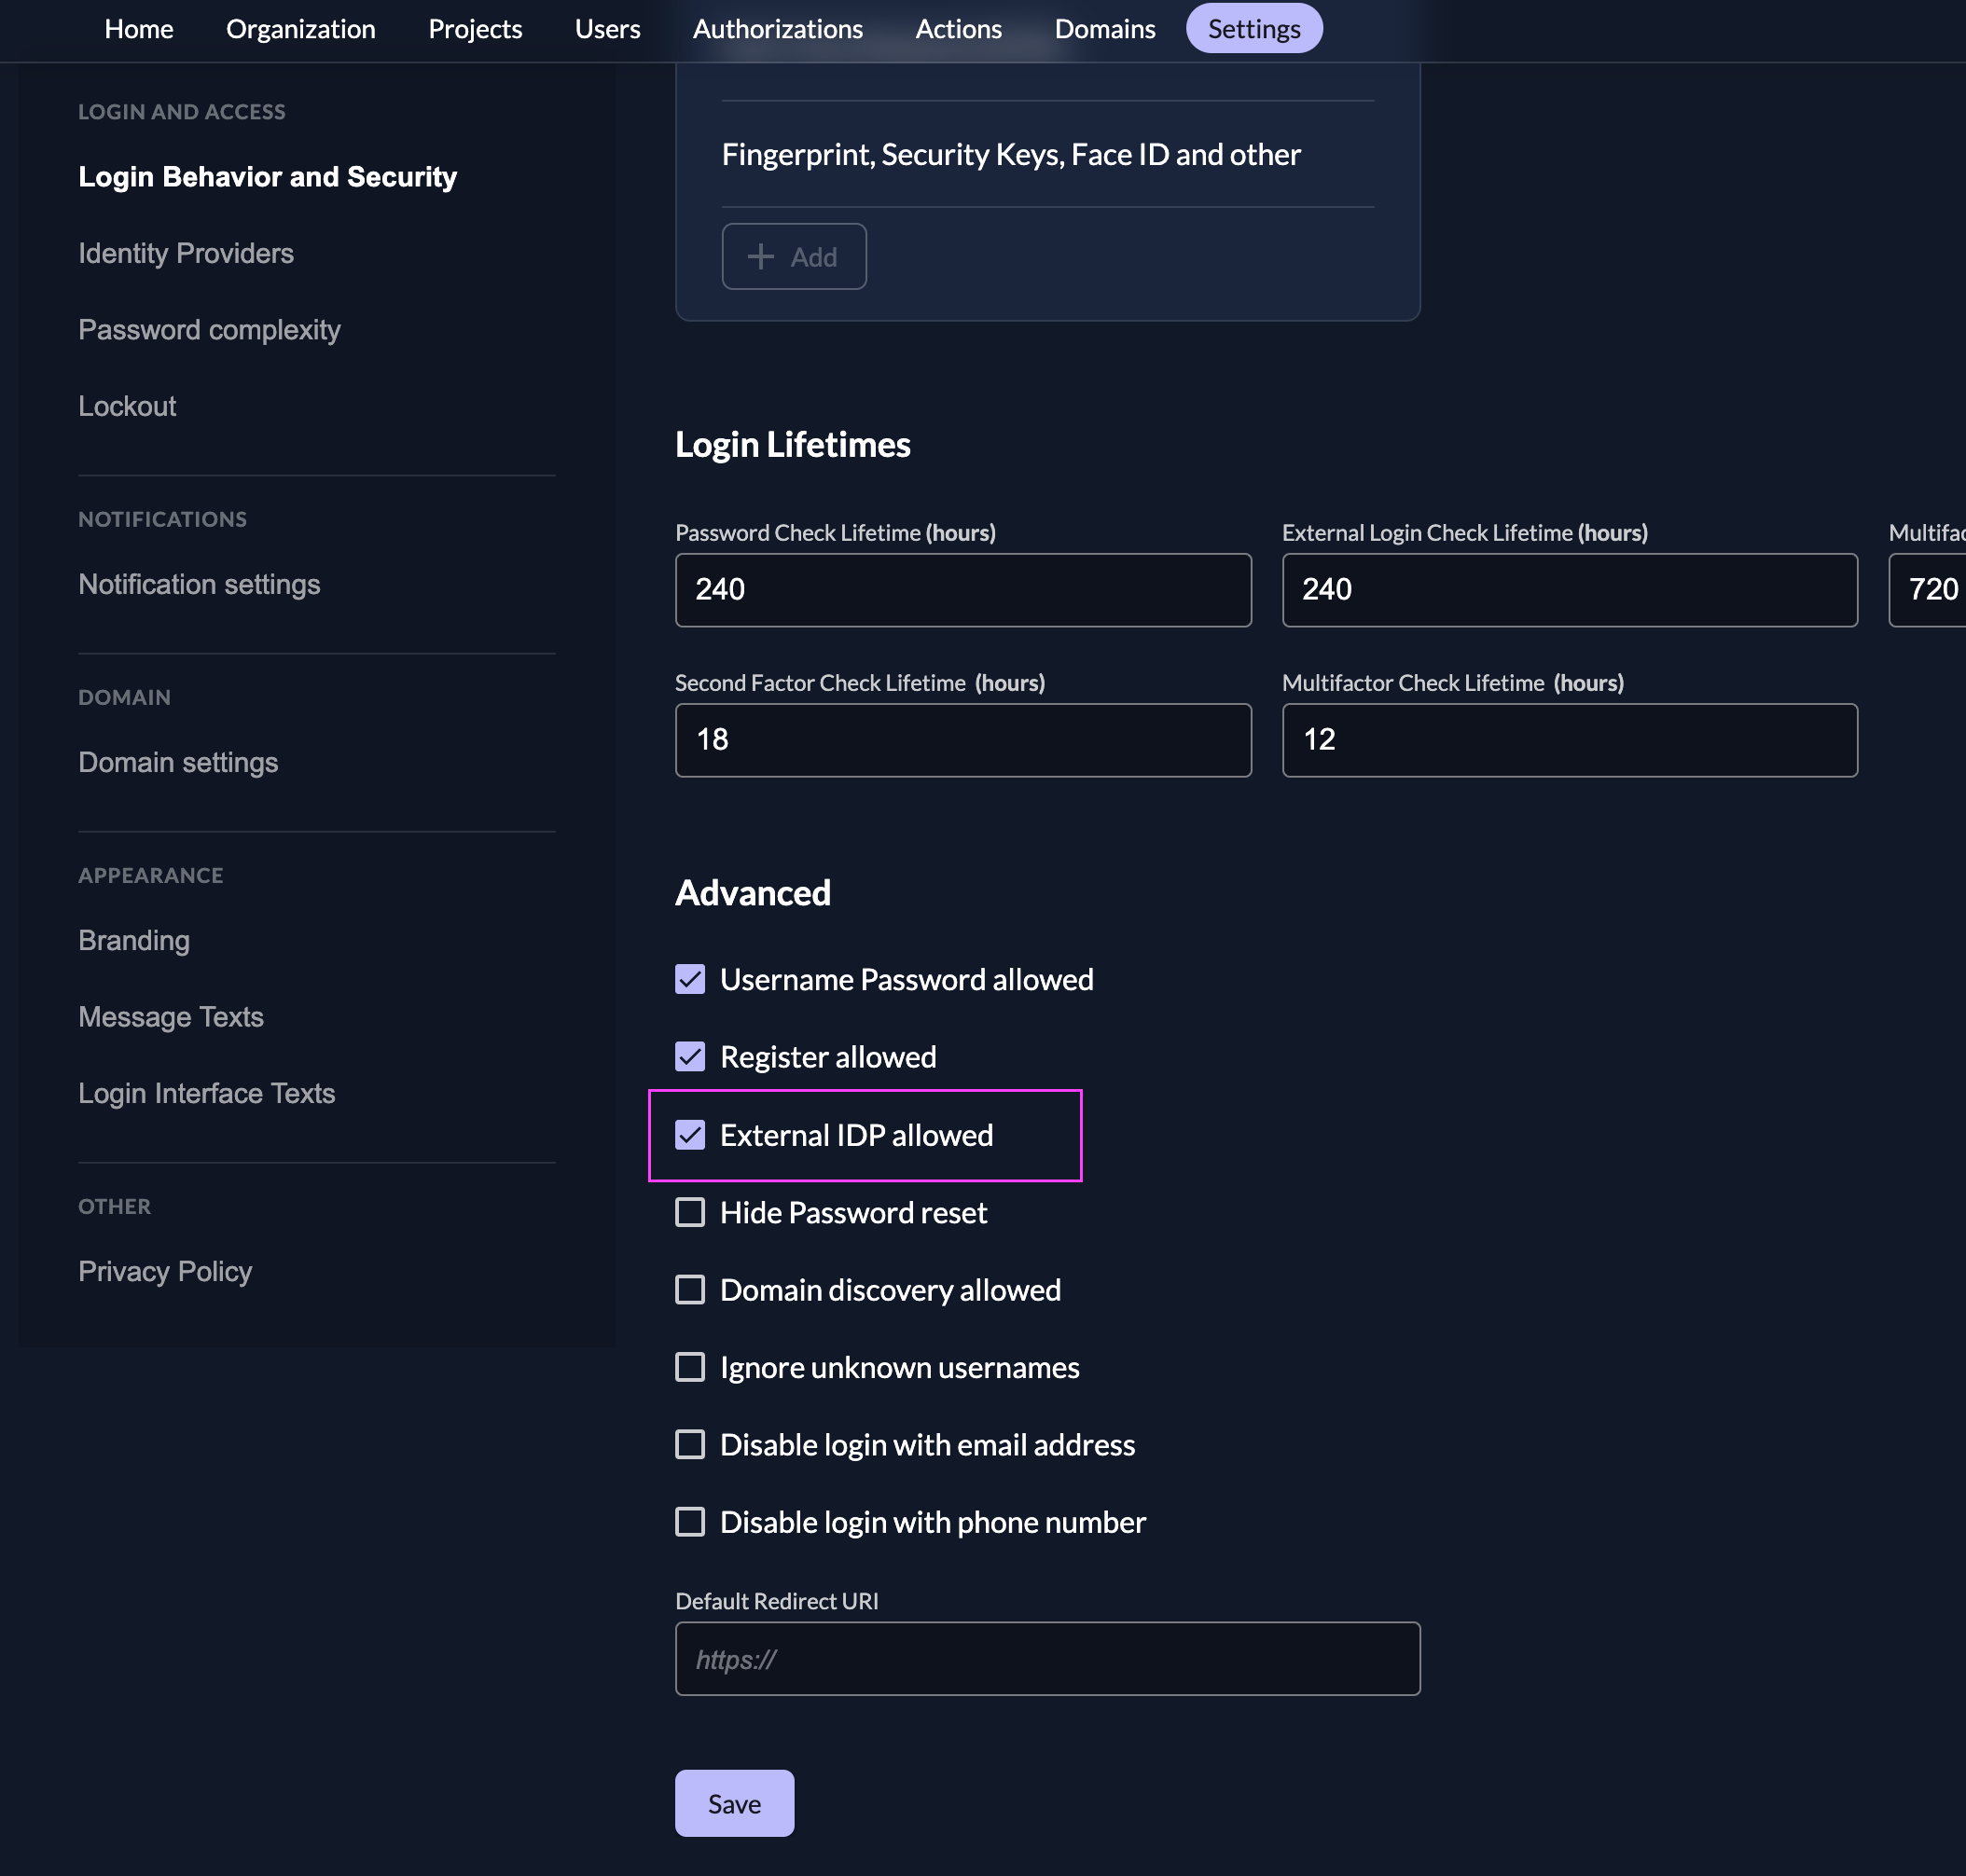 Home Organization Projects Users Authorizations Actions Domains Settings
LOGIN AND ACCESS
Login Behavior and Security
Identity Providers
Password complexity
Lockout
NOTIFICATIONS
Notification settings
DOMAIN
Domain settings
APPEARANCE
Branding
Message Texts
Login Interface Texts
OTHER
Privacy Policy
Fingerprint, Security Keys, Face ID and other
Add
Login Lifetimes
Password Check Lifetime (hours)
240
External Login Check Lifetime (hours)
240
720
Second Factor Check Lifetime (hours)
18
Multifactor Check Lifetime (hours)
12
Advanced
Username Password allowed
Register allowed
External IDP allowed
Hide Password reset
Domain discovery allowed
Ignore unknown usernames
Disable login with email address
Disable login with phone number
Default Redirect URI
https://
Save